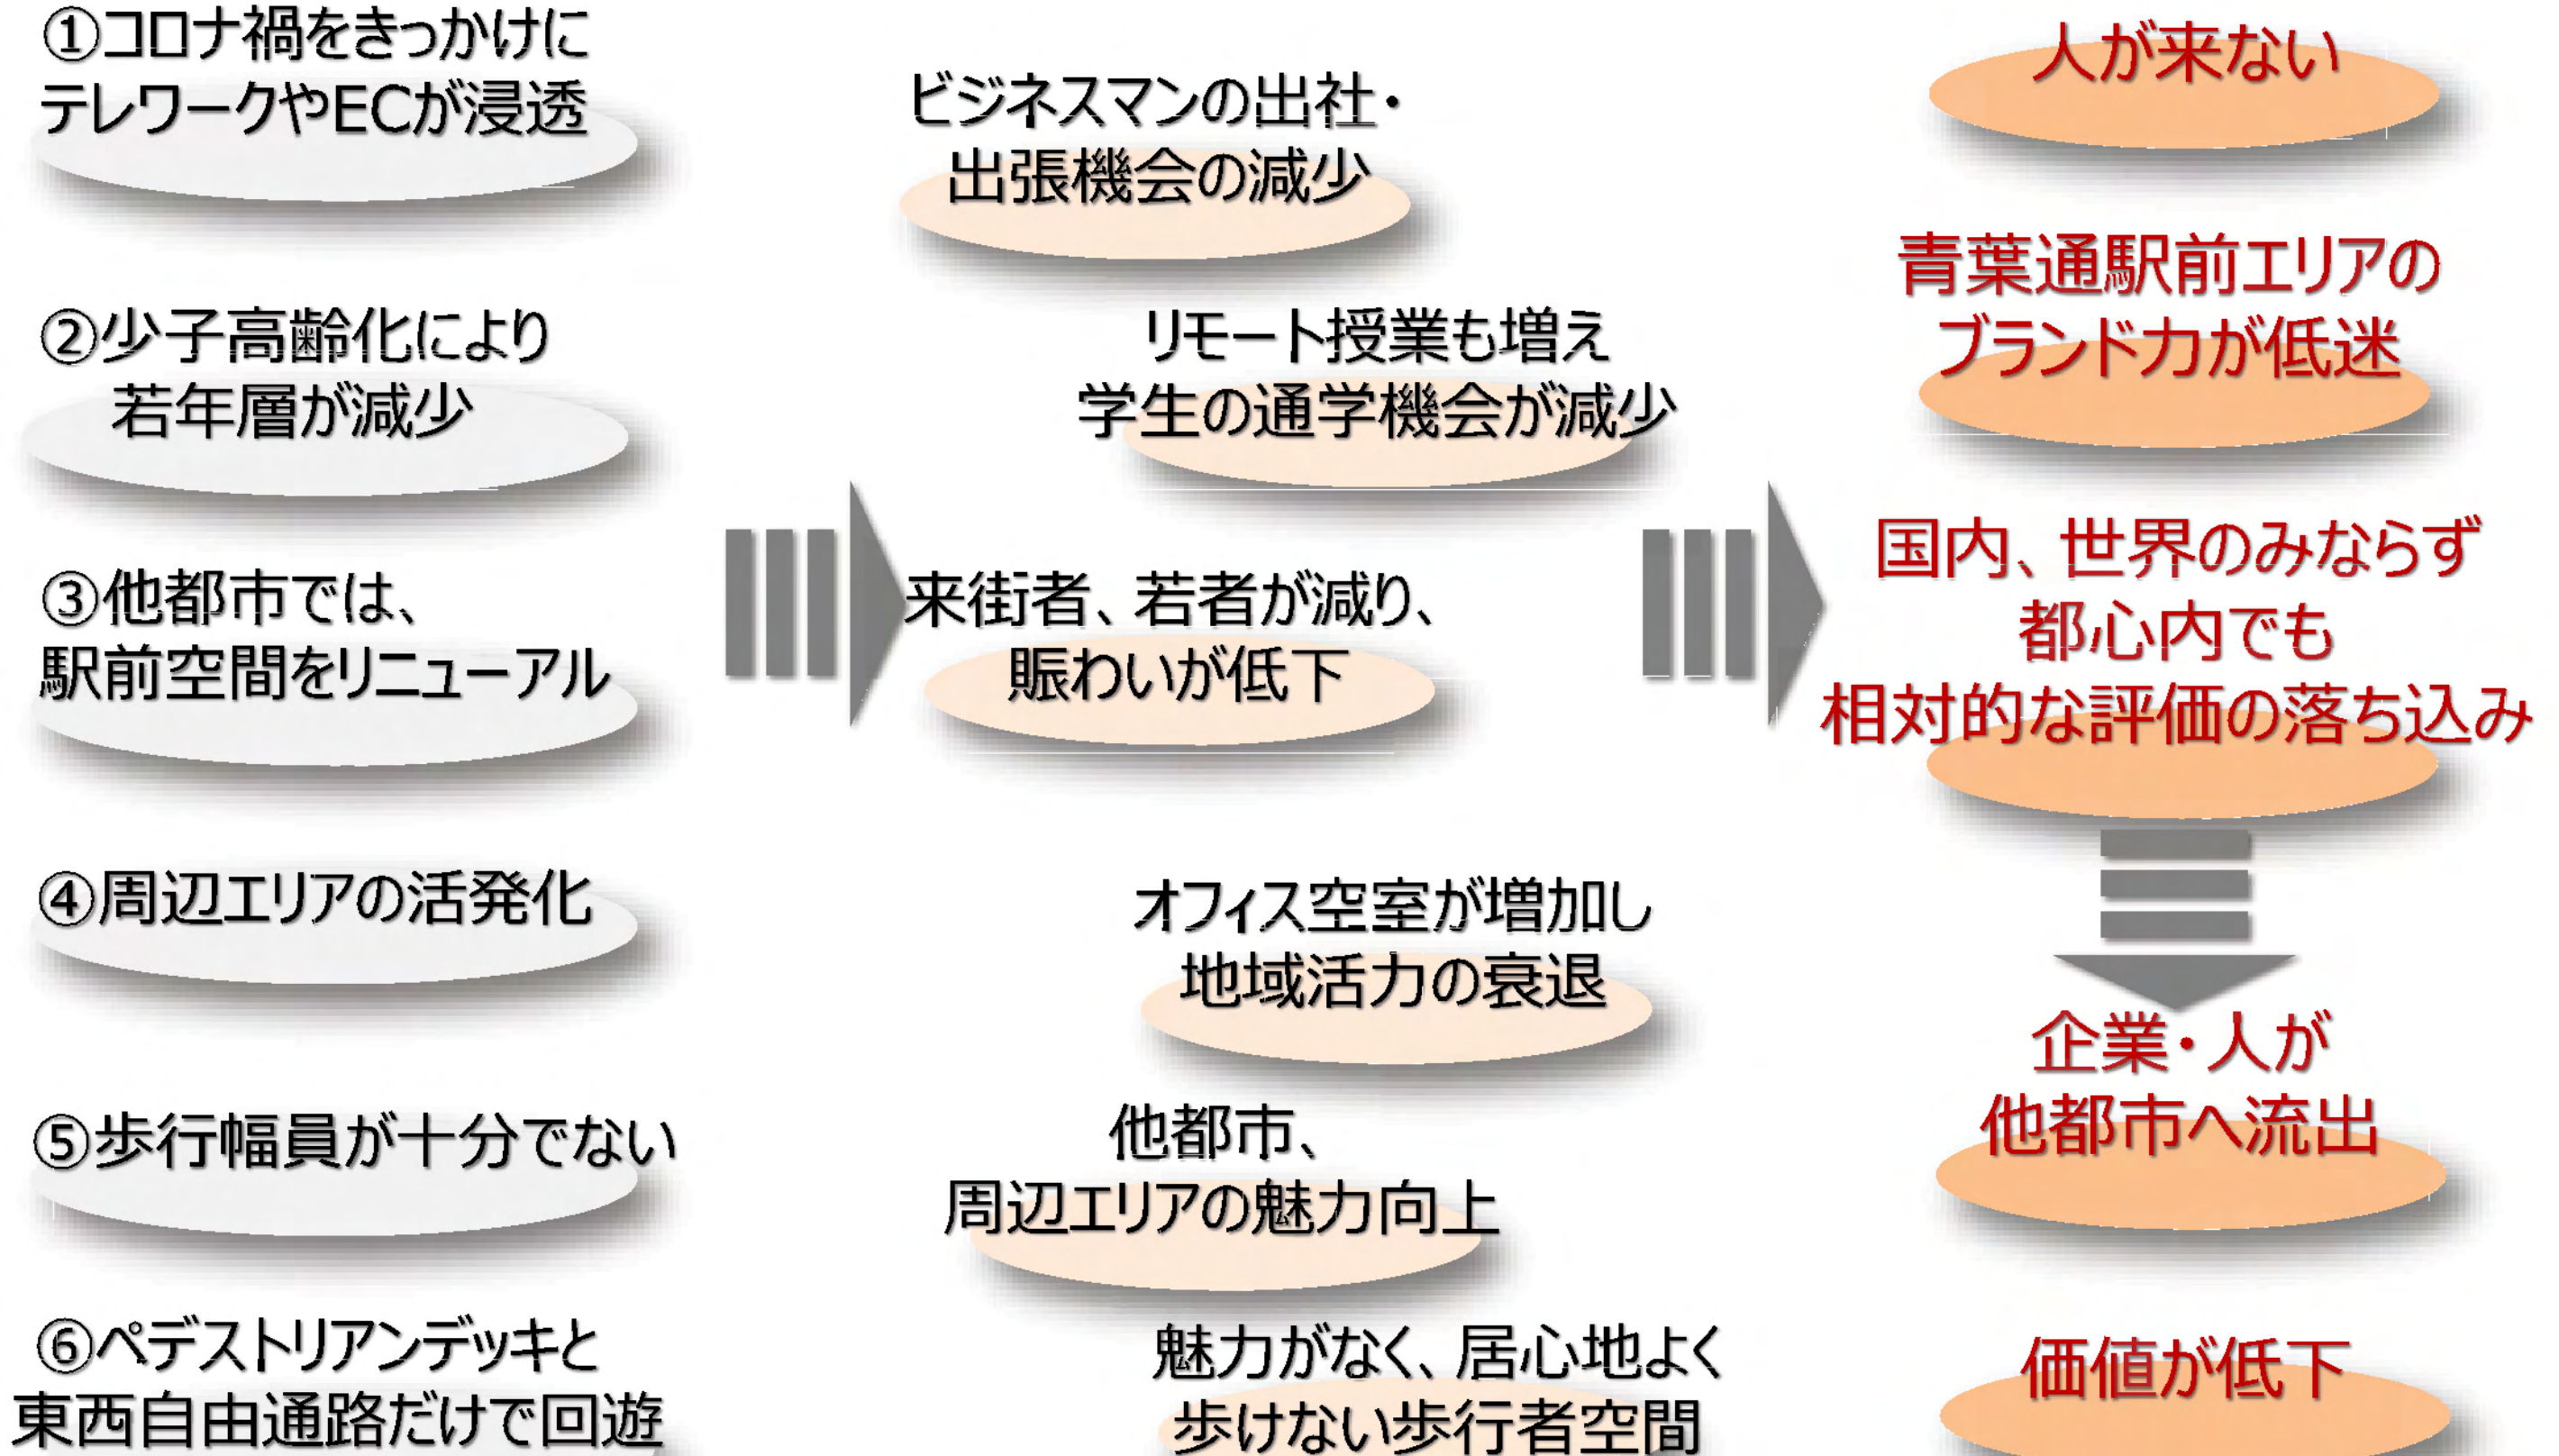 ①コロナ禍をきっかけに
テレワークやECが浸透
②少子高齢化により
若年層が減少
③他都市では、
駅前空間をリニューアル
④周辺エリアの活発化
⑤歩行幅員が十分でない
⑥ペデストリアンデッキと
東西自由通路だけで回遊
ビジネスマンの出社・
出張機会の減少
リモート授業も増え
学生の通学機会が減少
来街者、若者が減り、
賑わいが低下
オフィス空室が増加し
地域活力の衰退
他都市、
周辺エリアの魅力向上
魅力がなく、居心地よく
歩けない歩行者空間
人が来ない
青葉通駅前エリアの
ブランド力が低迷
国内、世界のみならず
都心内でも
相対的な評価の落ち込み
企業・人が
他都市へ流出
価値が低下